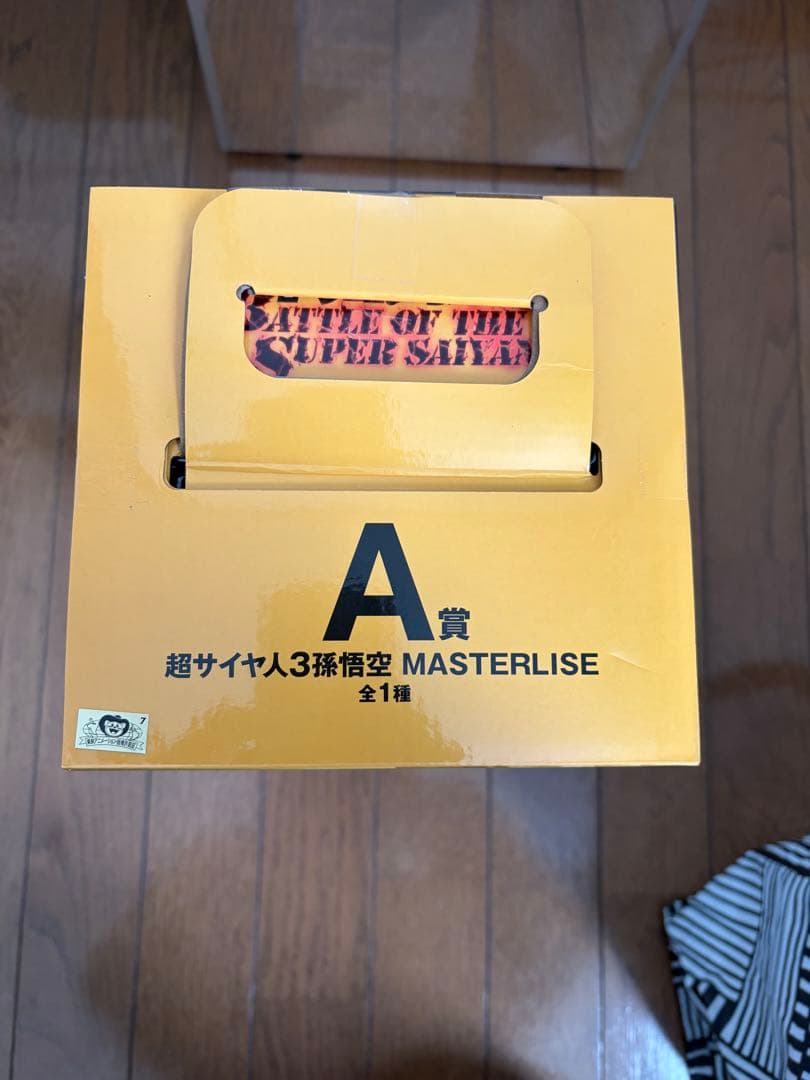 BATTLE OF THE
SUPER SAIYAN
A賞
超サイヤ人3孫悟空 MASTERLISE
全1種
7